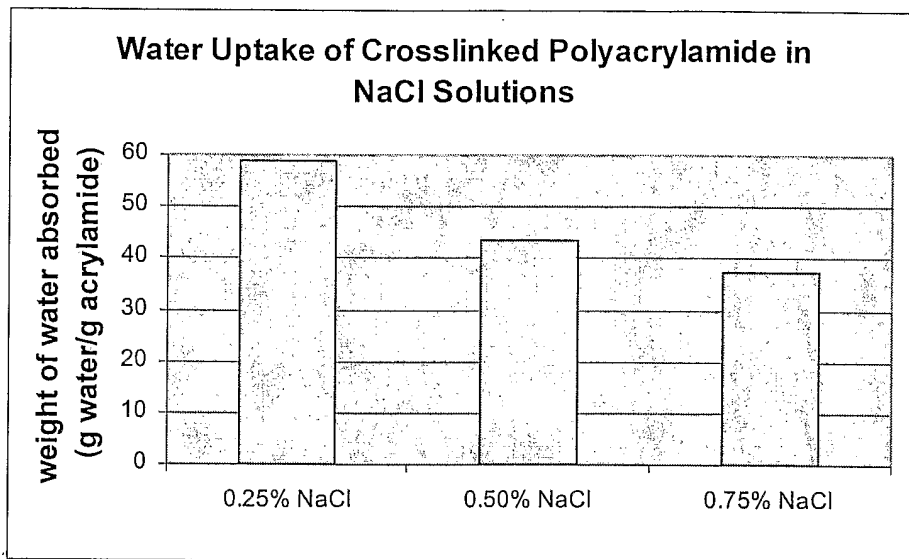 Water Uptake of Crosslinked Polyacrylamide in
NaCl Solutions
weight of water absorbed
(g water/g acrylamide)
60
50
40
30
20
10
0
0.25% NaCl
0.50% NaCl
0.75% NaCl